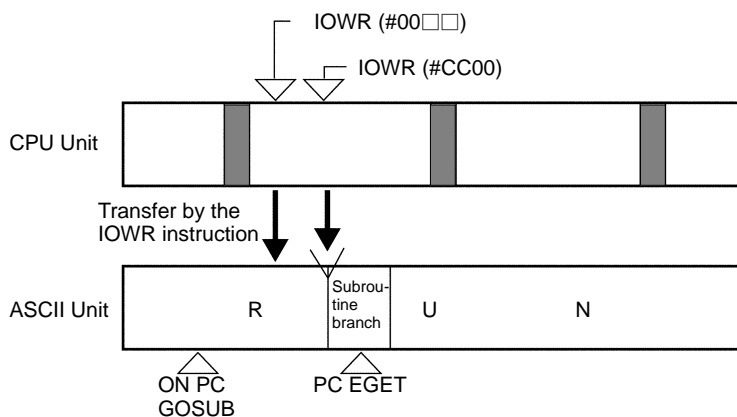 IOWR (#00□□)
IOWR (#CC00)
CPU Unit
Transfer by the
IOWR instruction
ASCII Unit
R
Subrou-
tine
branch
U
N
ON PC
GOSUB
PC EGET